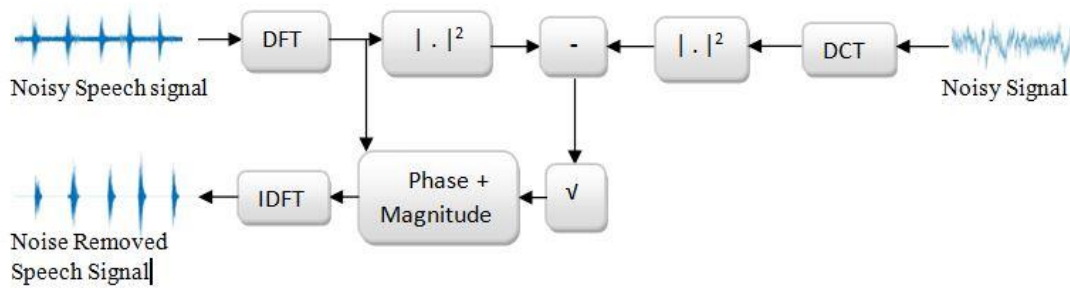 DFT
| . |²
-
| . |²
DCT
Noisy Speech signal
Noisy Signal
IDFT
Phase +
Magnitude
√
Noise Removed
Speech Signal